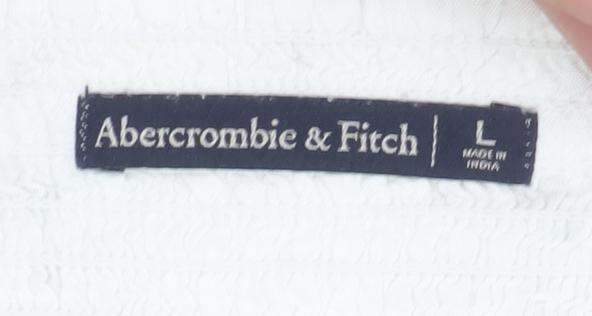 Abercrombie & Fitch | L
MADE IN
INDIA